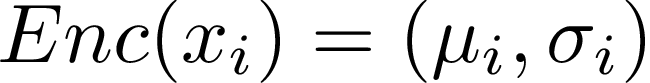 Enc(x_i) = (μ_i, σ_i)